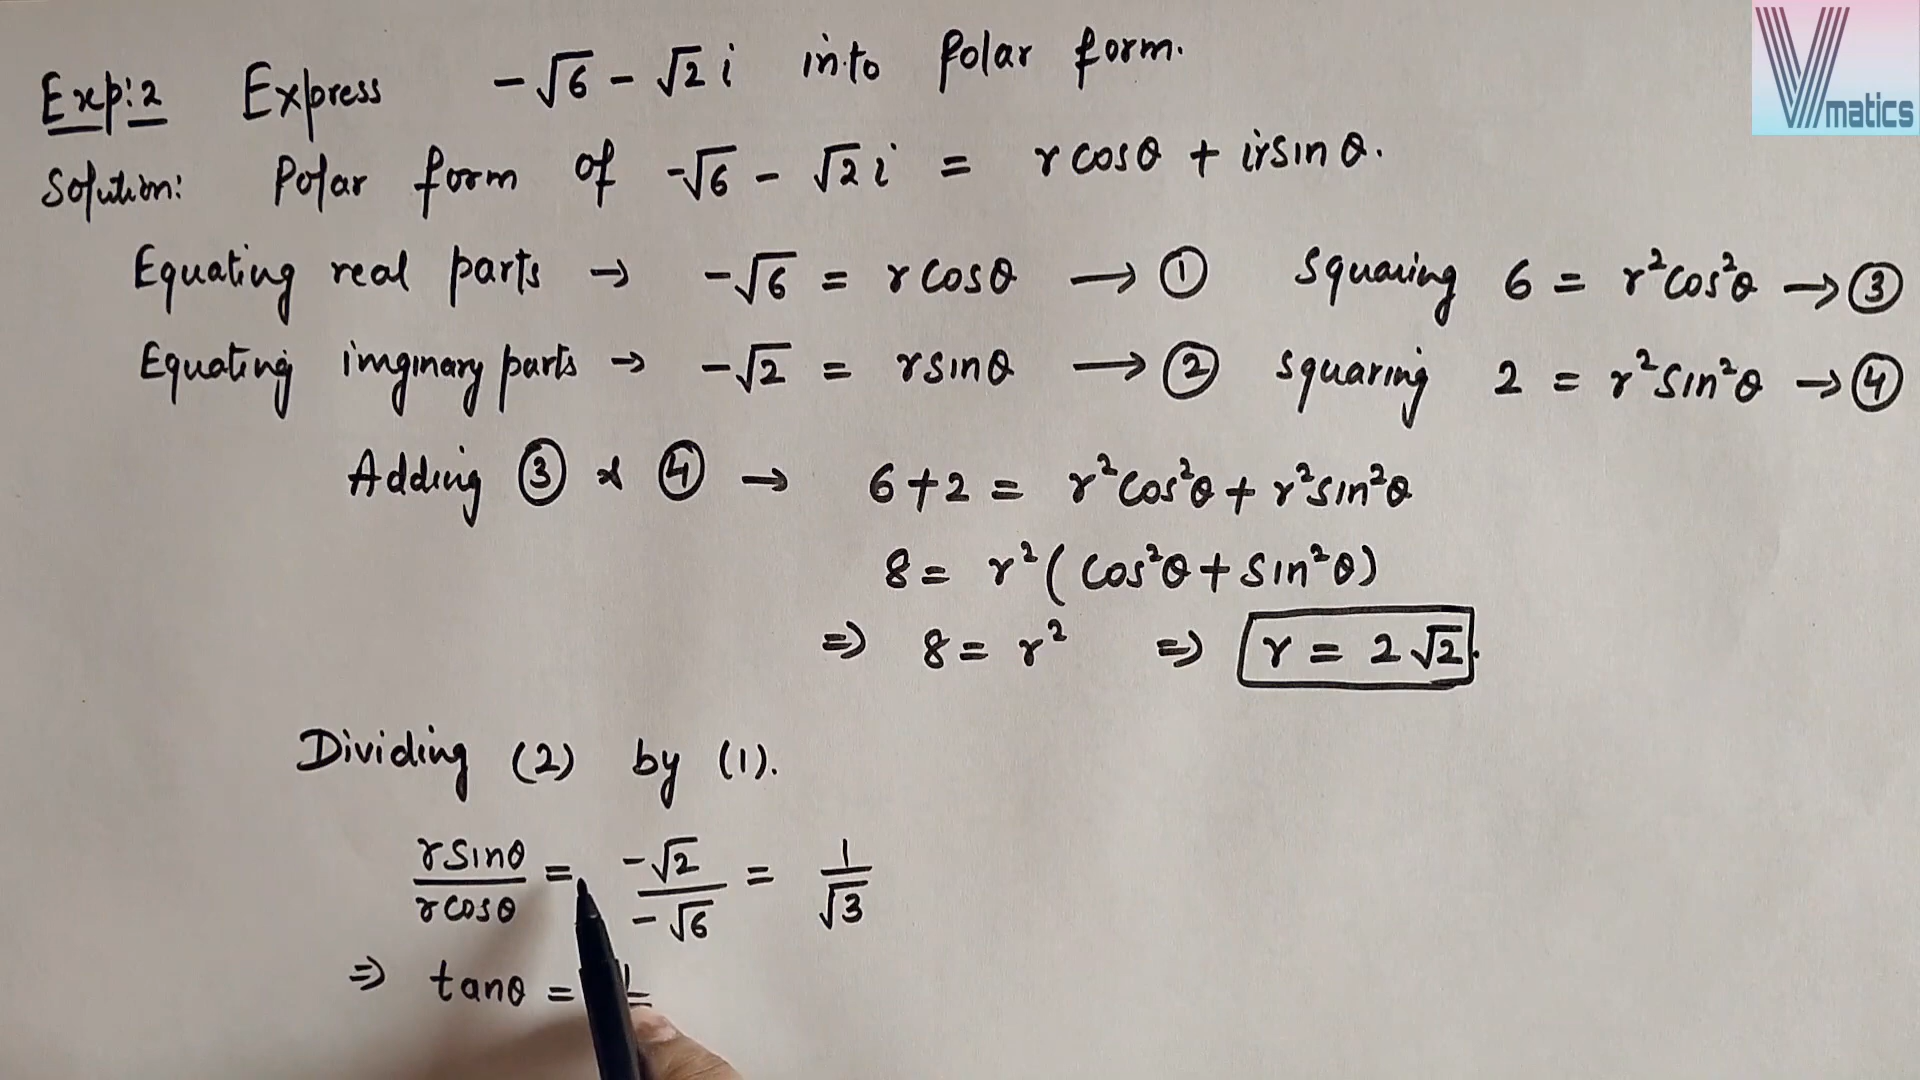 Exp:2 Express -√6 - √2 i into Polar form.
Solution: Polar form of -√6 - √2 i = r cosθ + i r sin θ.
Equating real parts → -√6 = r cosθ → ① Squaring 6 = r²cos²θ → ③
Equating imginary parts → -√2 = r sinθ → ② Squaring 2 = r²sin²θ → ④
Adding ③ & ④ → 6+2 = r²cos²θ + r²sin²θ
8 = r² ( cos²θ + sin²θ)
⇒ 8 = r² ⇒ r = 2√2.
Dividing (2) by (1).
r sinθ / r cosθ = -√2 / -√6 = 1 / √3
⇒ tanθ = 1
Vmatics